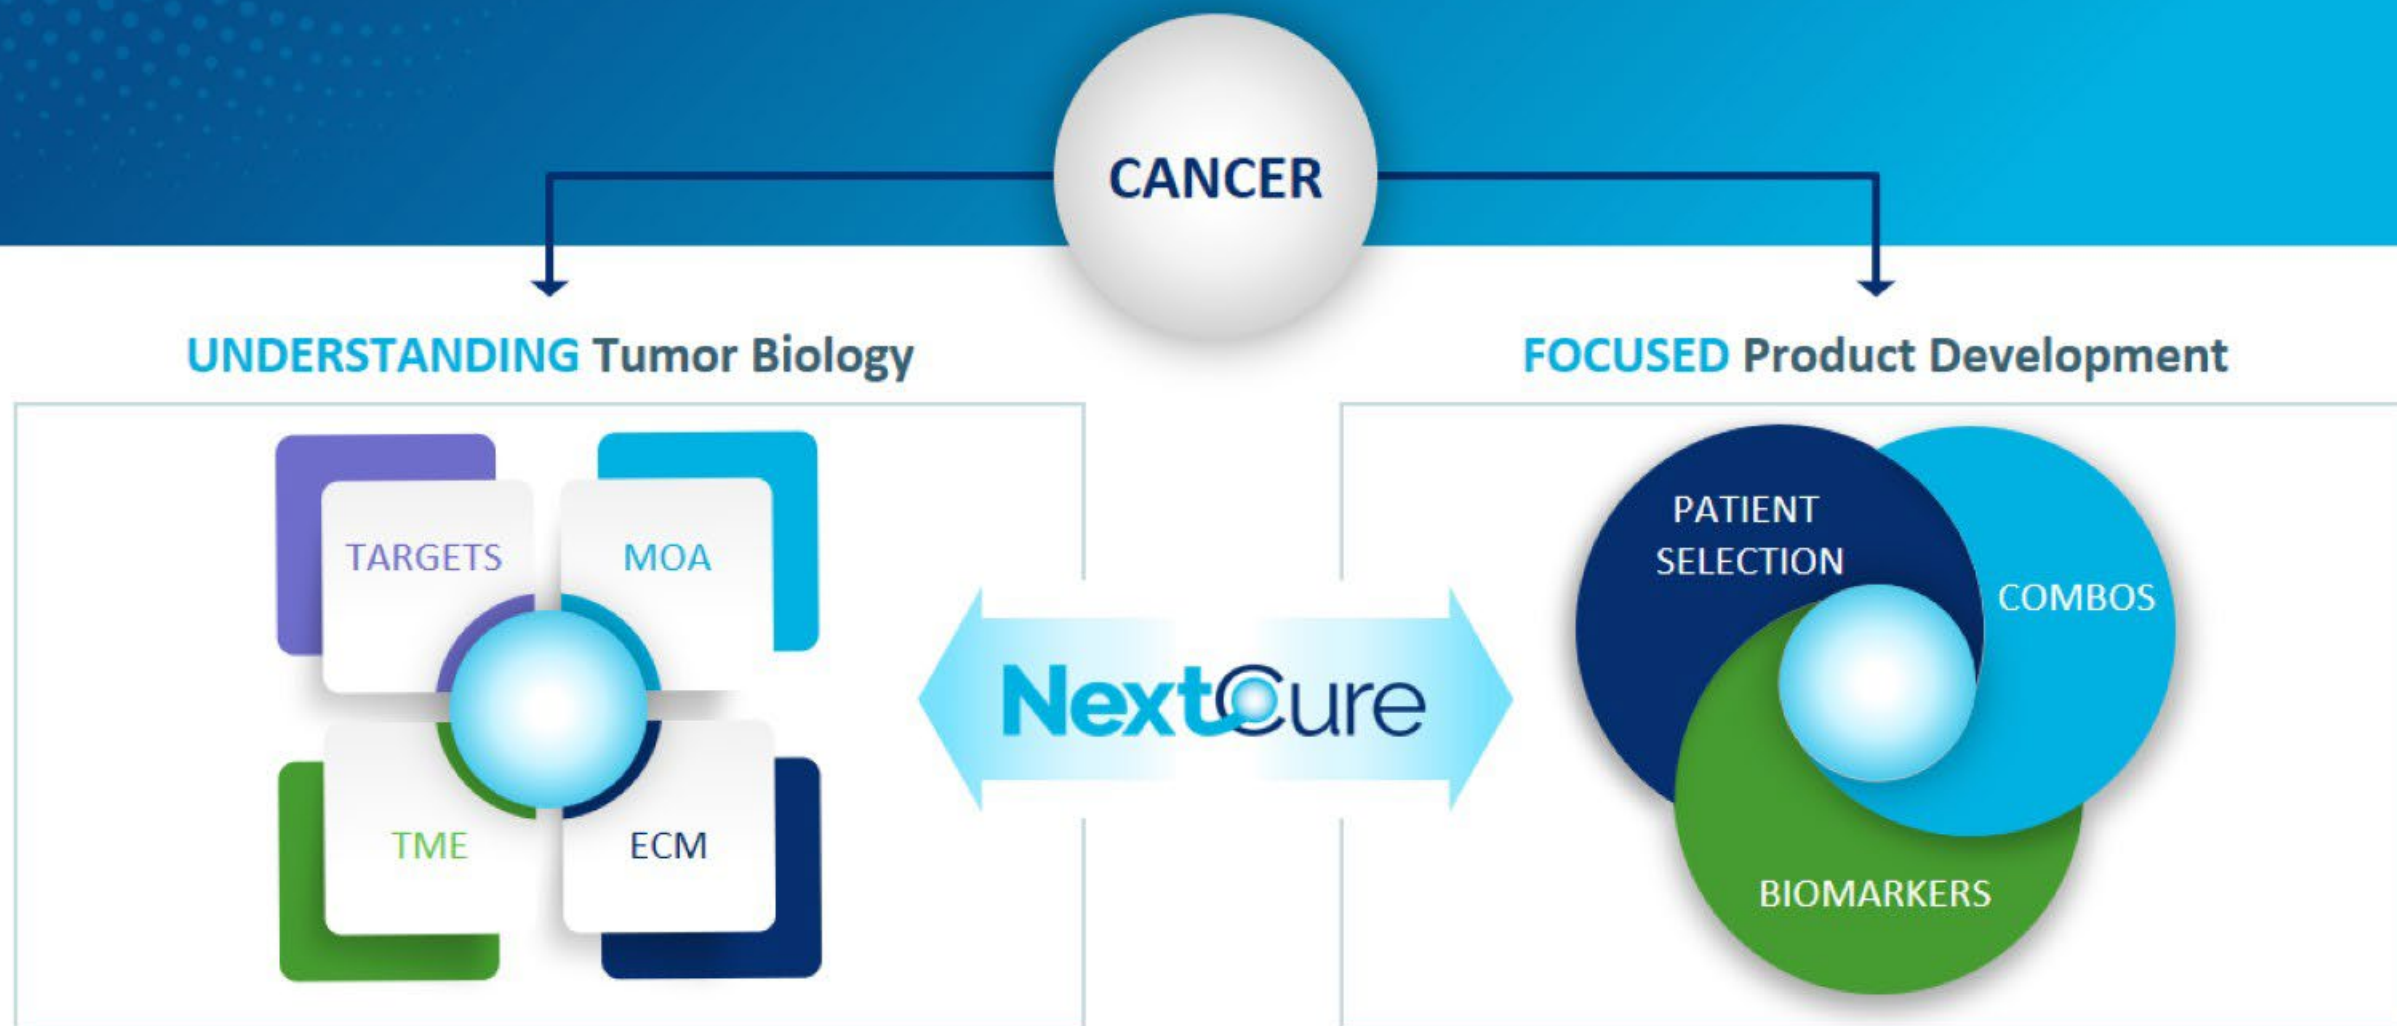 CANCER
UNDERSTANDING Tumor Biology
TARGETS
MOA
TME
ECM
NextCure
FOCUSED Product Development
PATIENT
SELECTION
COMBOS
BIOMARKERS